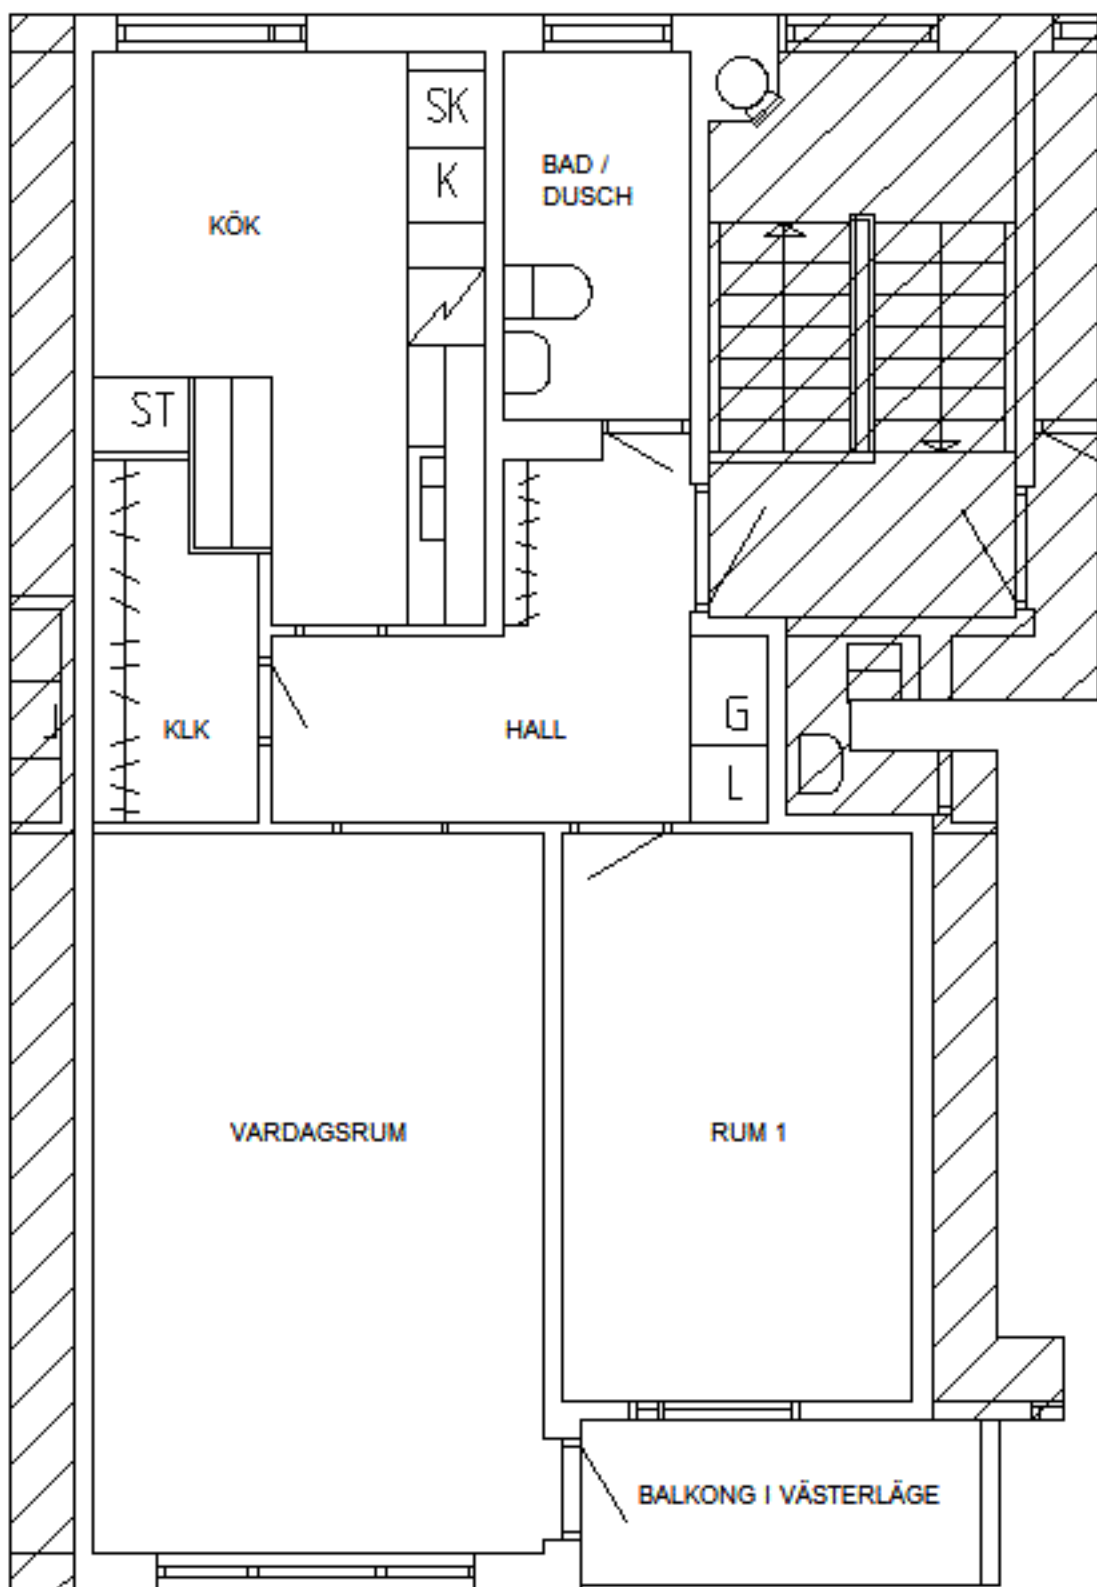 SK
K
BAD /
DUSCH
KÖK
ST
KLK
HALL
G
L
VARDAGSRUM
RUM 1
BALKONG I VÄSTERLÄGE